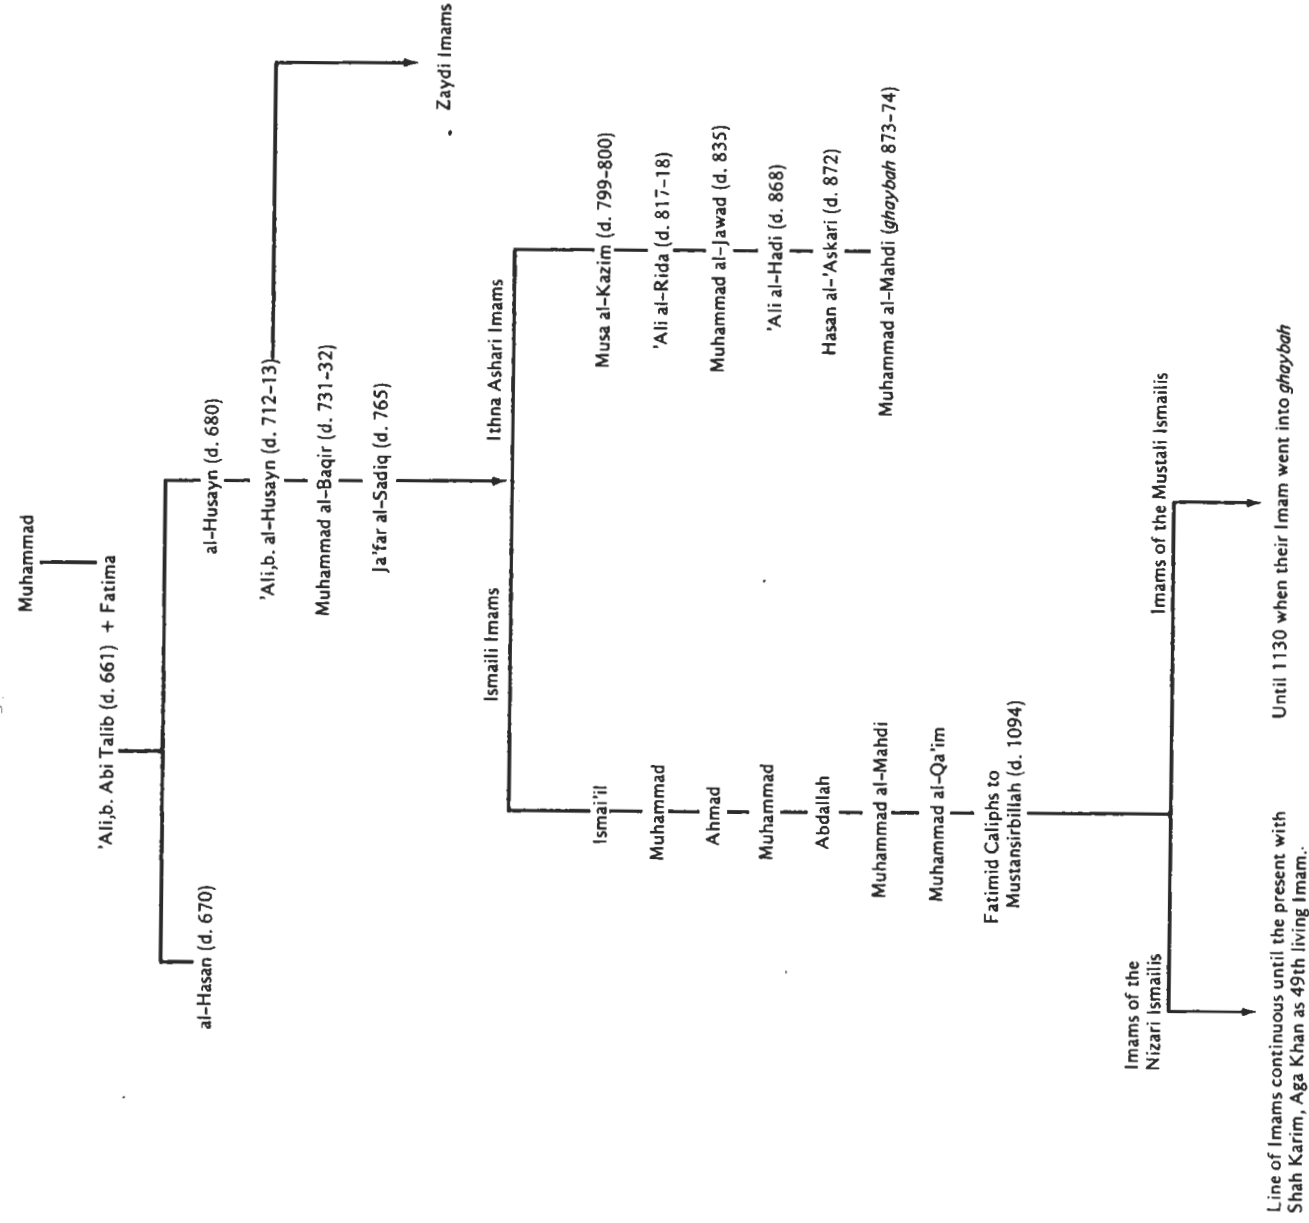 Muhammad
'Ali,b. Abi Talib (d. 661) + Fatima
al-Hasan (d. 670)
al-Husayn (d. 680)
'Ali,b. al-Husayn (d. 712-13)
Muhammad al-Baqir (d. 731-32)
Ja'far al-Sadiq (d. 765)
Zaydi Imams
Ismaili Imams
Ithna Ashari Imams
Isma'il
Muhammad
Ahmad
Muhammad
Abdallah
Muhammad al-Mahdi
Muhammad al-Qa'im
Fatimid Caliphs to
Mustansirbillah (d. 1094)
Musa al-Kazim (d. 799-800)
'Ali al-Rida (d. 817-18)
Muhammad al-Jawad (d. 835)
'Ali al-Hadi (d. 868)
Hasan al-'Askari (d. 872)
Muhammad al-Mahdi (ghaybah 873-74)
Imams of the
Nizari Ismailis
Imams of the Mustali Ismailis
Line of Imams continuous until the present with
Shah Karim, Aga Khan as 49th living Imam.
Until 1130 when their Imam went into ghaybah